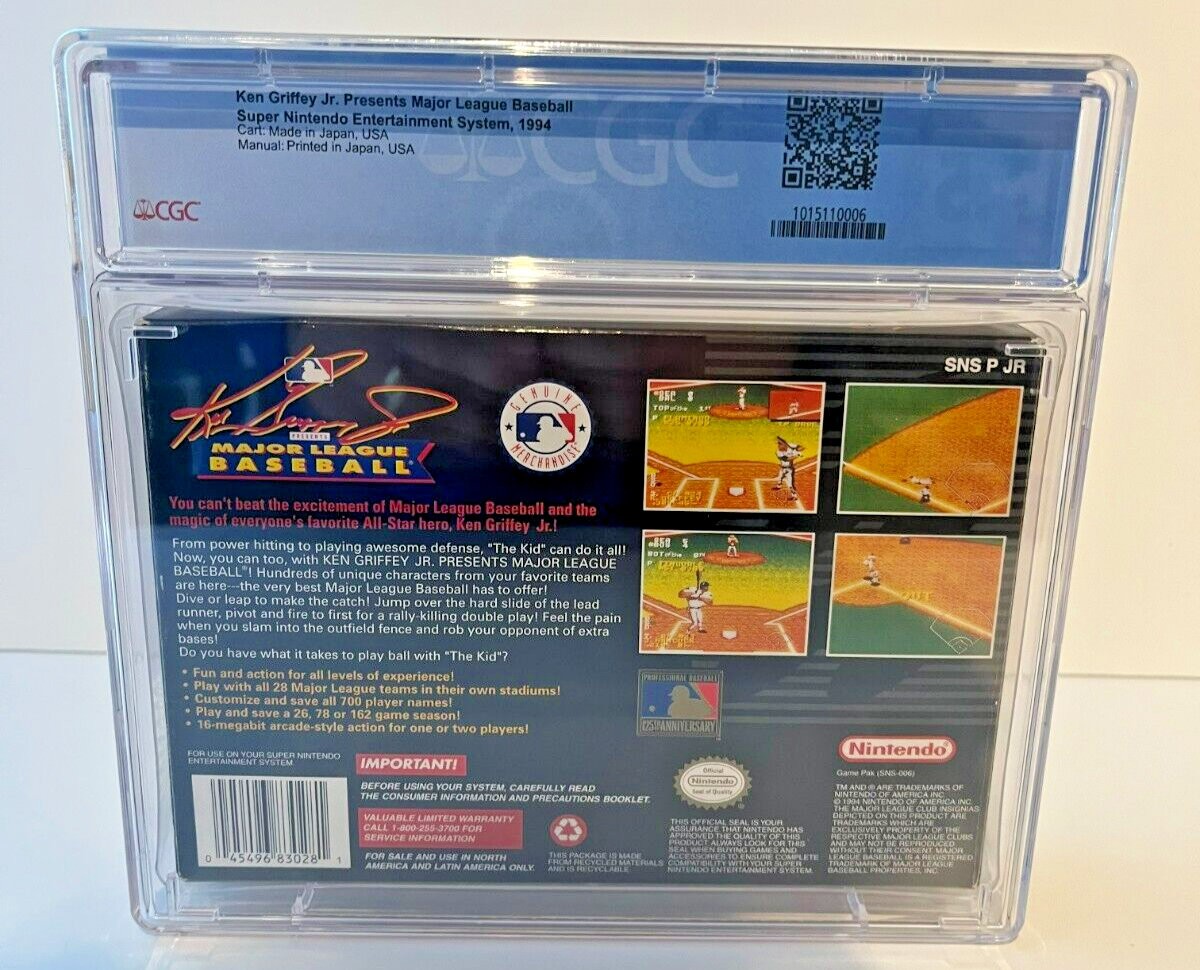 Ken Griffey Jr. Presents Major League Baseball
Super Nintendo Entertainment System, 1994
Cart: Made in Japan, USA
Manual: Printed in Japan, USA
CGC
CGC
1015110006
SNS P JR
Ken Griffey Jr.
PRESENTS
MAJOR LEAGUE
BASEBALL
GENUINE
MERCHANDISE
You can't beat the excitement of Major League Baseball and the
magic of everyone's favorite All-Star hero, Ken Griffey Jr.!
From power hitting to playing awesome defense, "The Kid" can do it all!
Now, you can too, with KEN GRIFFEY JR. PRESENTS MAJOR LEAGUE
BASEBALL®! Hundreds of unique characters from your favorite teams
are here---the very best Major League Baseball has to offer!
Dive or leap to make the catch! Jump over the hard slide of the lead
runner, pivot and fire to first for a rally-killing double play! Feel the pain
when you slam into the outfield fence and rob your opponent of extra
bases!
Do you have what it takes to play ball with "The Kid"?
• Fun and action for all levels of experience!
• Play with all 28 Major League teams in their own stadiums!
• Customize and save all 700 player names!
• Play and save a 26, 78 or 162 game season!
• 16-megabit arcade-style action for one or two players!
TOP of the 1st
BOT of the
OUT
PROFESSIONAL BASEBALL
125th ANNIVERSARY
FOR USE ON YOUR SUPER NINTENDO
ENTERTAINMENT SYSTEM
0 45496 83028 1
IMPORTANT!
BEFORE USING YOUR SYSTEM, CAREFULLY READ
THE CONSUMER INFORMATION AND PRECAUTIONS BOOKLET.
VALUABLE LIMITED WARRANTY
CALL 1-800-255-3700 FOR
SERVICE INFORMATION
FOR SALE AND USE IN NORTH
AMERICA AND LATIN AMERICA ONLY.
THIS PACKAGE IS MADE
FROM RECYCLED MATERIALS
AND IS RECYCLABLE.
Official
Nintendo
Seal of Quality
THIS OFFICIAL SEAL IS YOUR
ASSURANCE THAT NINTENDO HAS
APPROVED THE QUALITY OF THIS
PRODUCT. ALWAYS LOOK FOR THIS
SEAL WHEN BUYING GAMES AND
ACCESSORIES TO ENSURE COMPLETE
COMPATIBILITY WITH YOUR SUPER
NINTENDO ENTERTAINMENT SYSTEM.
Nintendo®
Game Pak (SNS-006)
TM AND ® ARE TRADEMARKS OF
NINTENDO OF AMERICA INC.
© 1994 NINTENDO OF AMERICA INC.
THE MAJOR LEAGUE CLUB INSIGNIAS
DEPICTED ON THIS PRODUCT ARE
TRADEMARKS WHICH ARE
EXCLUSIVELY PROPERTY OF THE
RESPECTIVE MAJOR LEAGUE CLUBS
AND MAY NOT BE REPRODUCED
WITHOUT THEIR CONSENT. MAJOR
LEAGUE BASEBALL IS A REGISTERED
TRADEMARK OF MAJOR LEAGUE
BASEBALL PROPERTIES, INC.